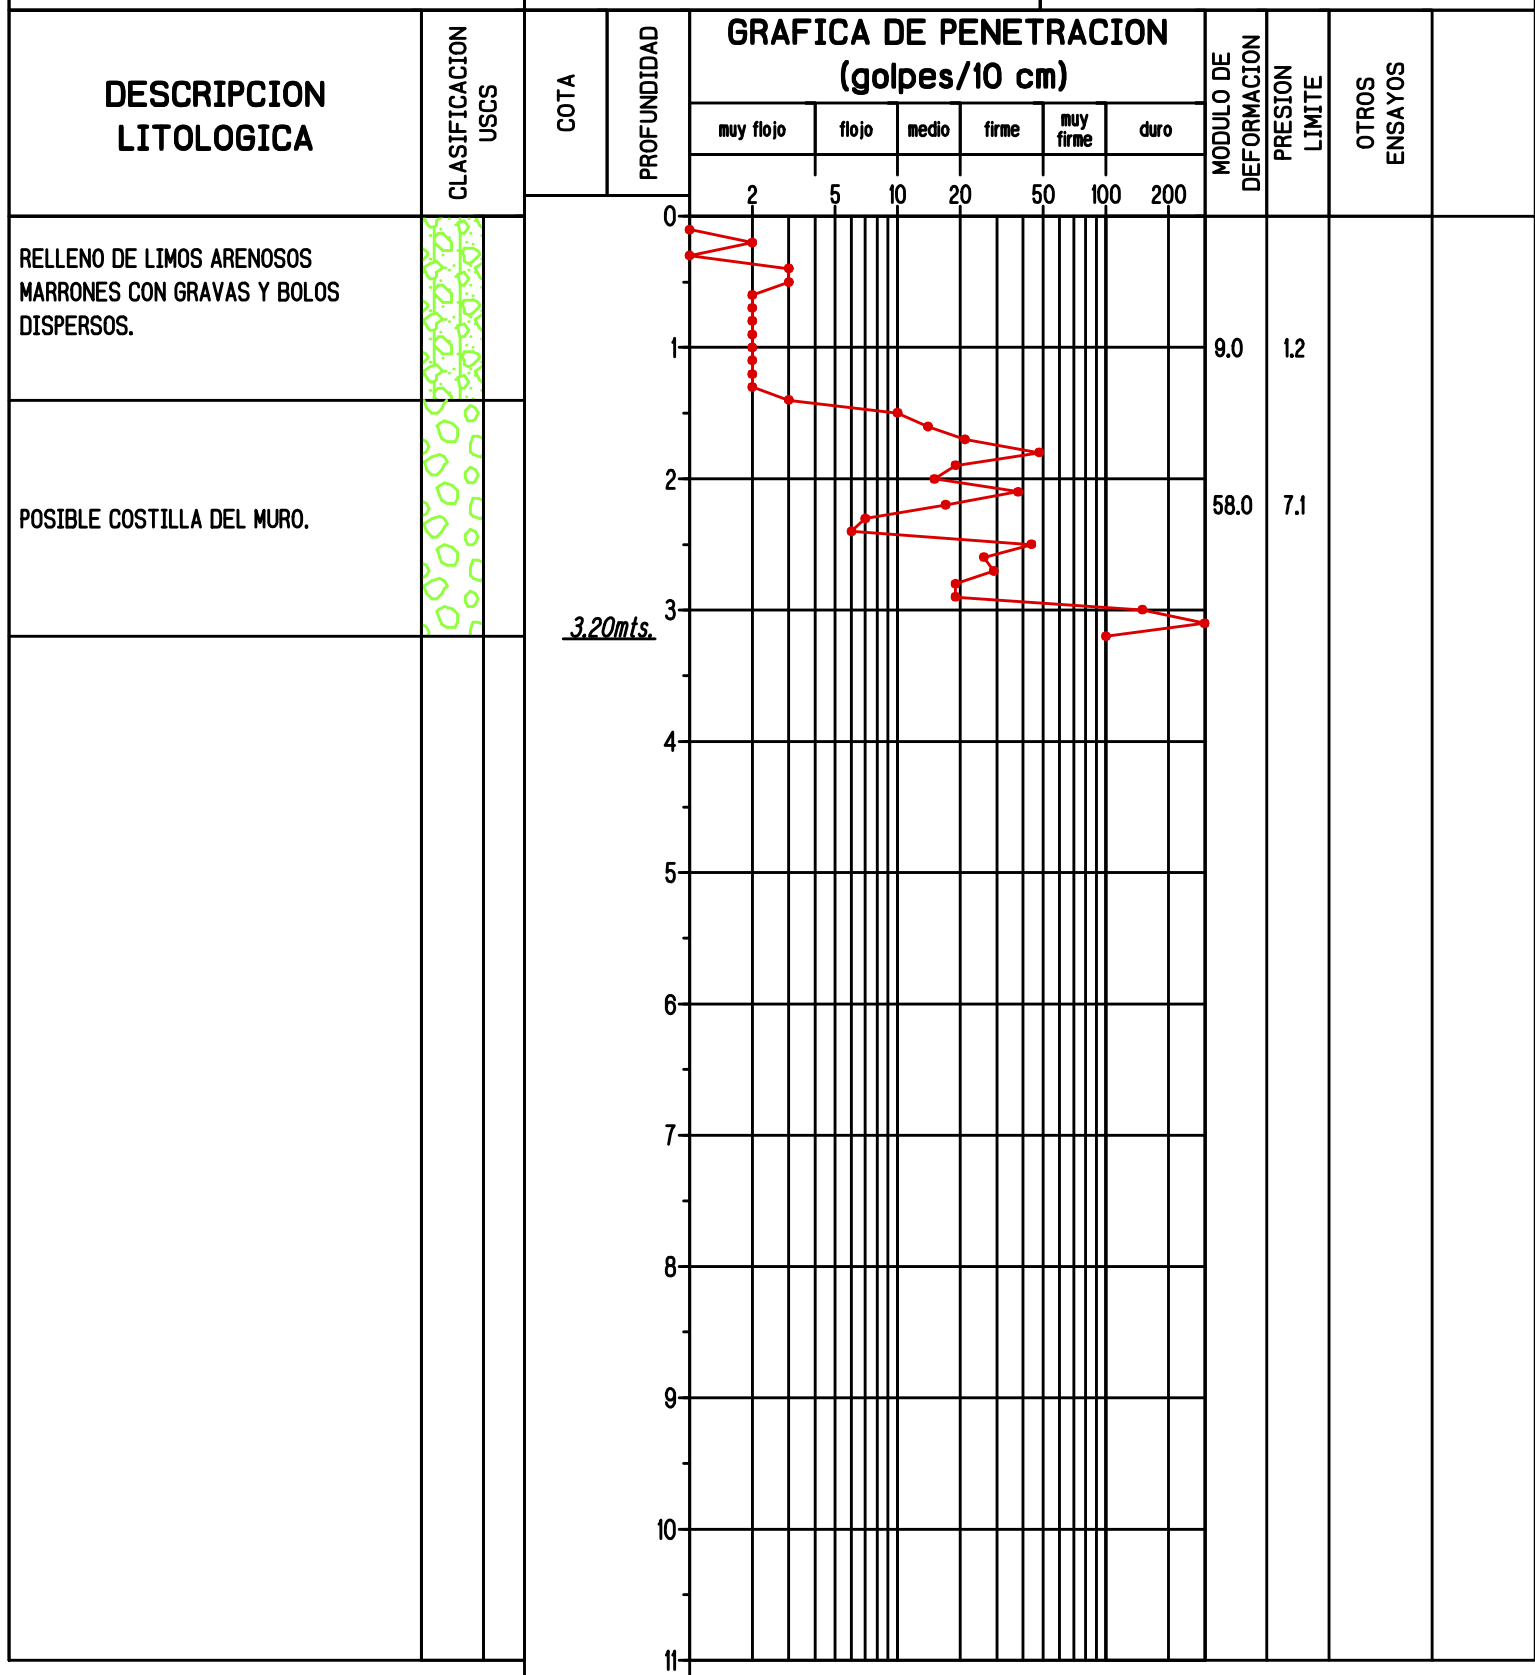 DESCRIPCION
LITOLOGICA
CLASIFICACION
USCS
COTA
PROFUNDIDAD
GRAFICA DE PENETRACION
(golpes/10 cm)
muy flojo
flojo
medio
firme
muy
firme
duro
2 5 10 20 50 100 200
MODULO DE
DEFORMACION
PRESION
LIMITE
OTROS
ENSAYOS
0
RELLENO DE LIMOS ARENOSOS
MARRONES CON GRAVAS Y BOLOS
DISPERSOS.
1
9.0 1.2
2
58.0 7.1
POSIBLE COSTILLA DEL MURO.
3
3.20mts.
4
5
6
7
8
9
10
11